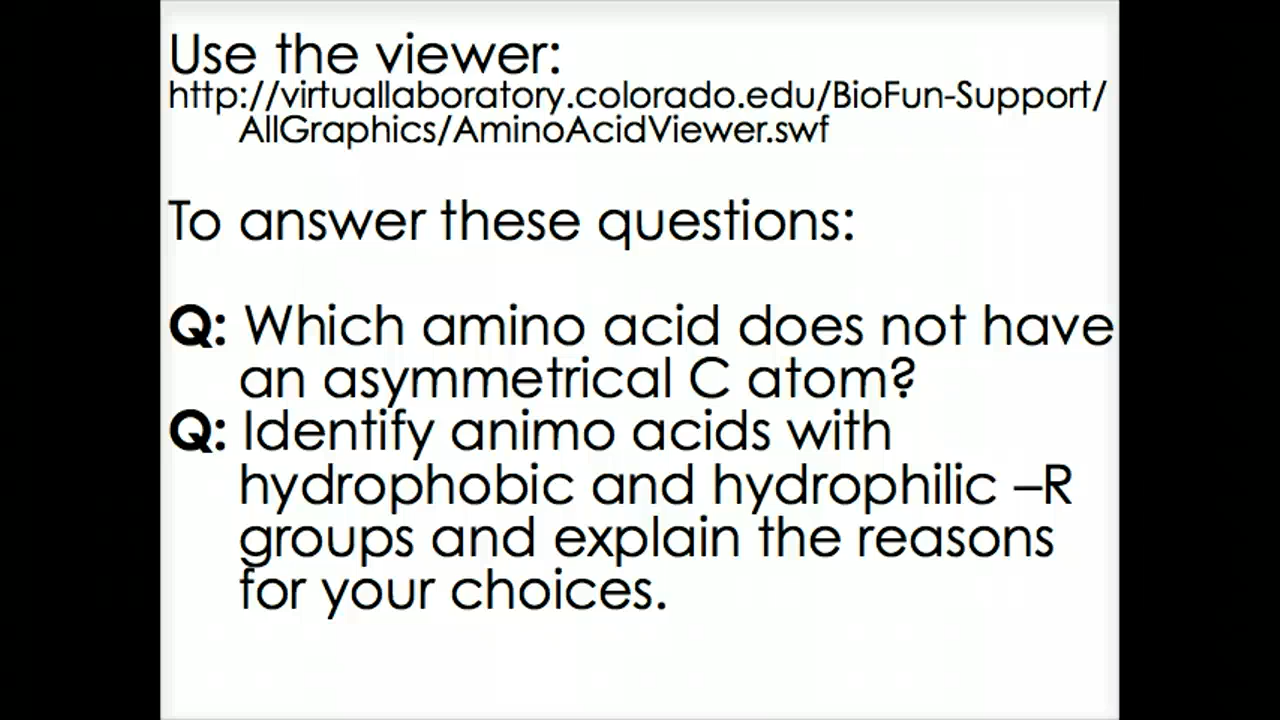 Use the viewer:
http://virtuallaboratory.colorado.edu/BioFun-Support/
AllGraphics/AminoAcidViewer.swf
To answer these questions:
Q: Which amino acid does not have
an asymmetrical C atom?
Q: Identify animo acids with
hydrophobic and hydrophilic –R
groups and explain the reasons
for your choices.